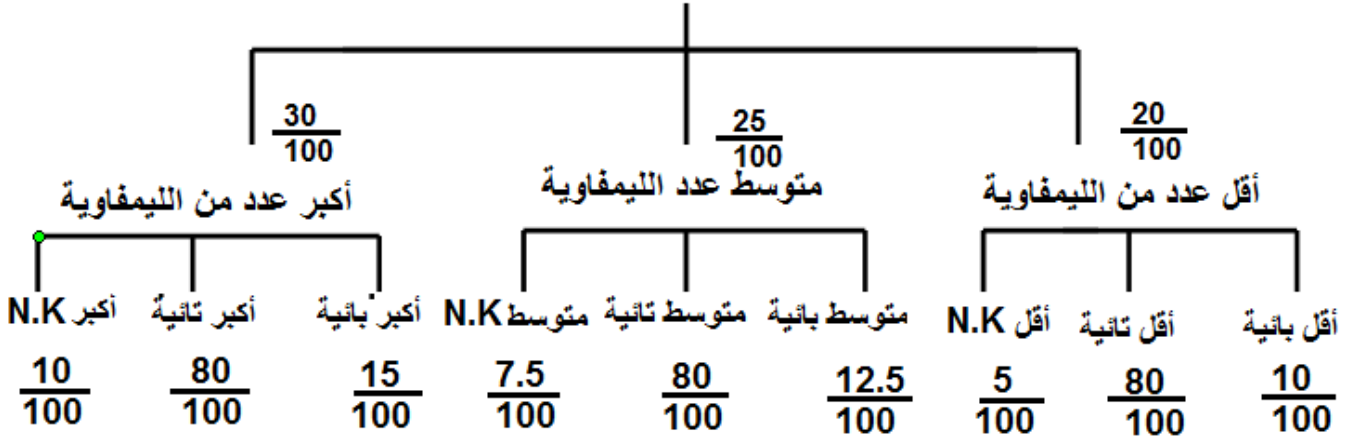 20/100 25/100 30/100
أقل عدد من الليمفاوية متوسط عدد الليمفاوية أكبر عدد من الليمفاوية
أقل بائية أقل تائية أقل N.K متوسط بائية متوسط تائية متوسط N.K أكبر بائية أكبر تائية أكبر N.K
10/100 80/100 5/100 12.5/100 80/100 7.5/100 15/100 80/100 10/100